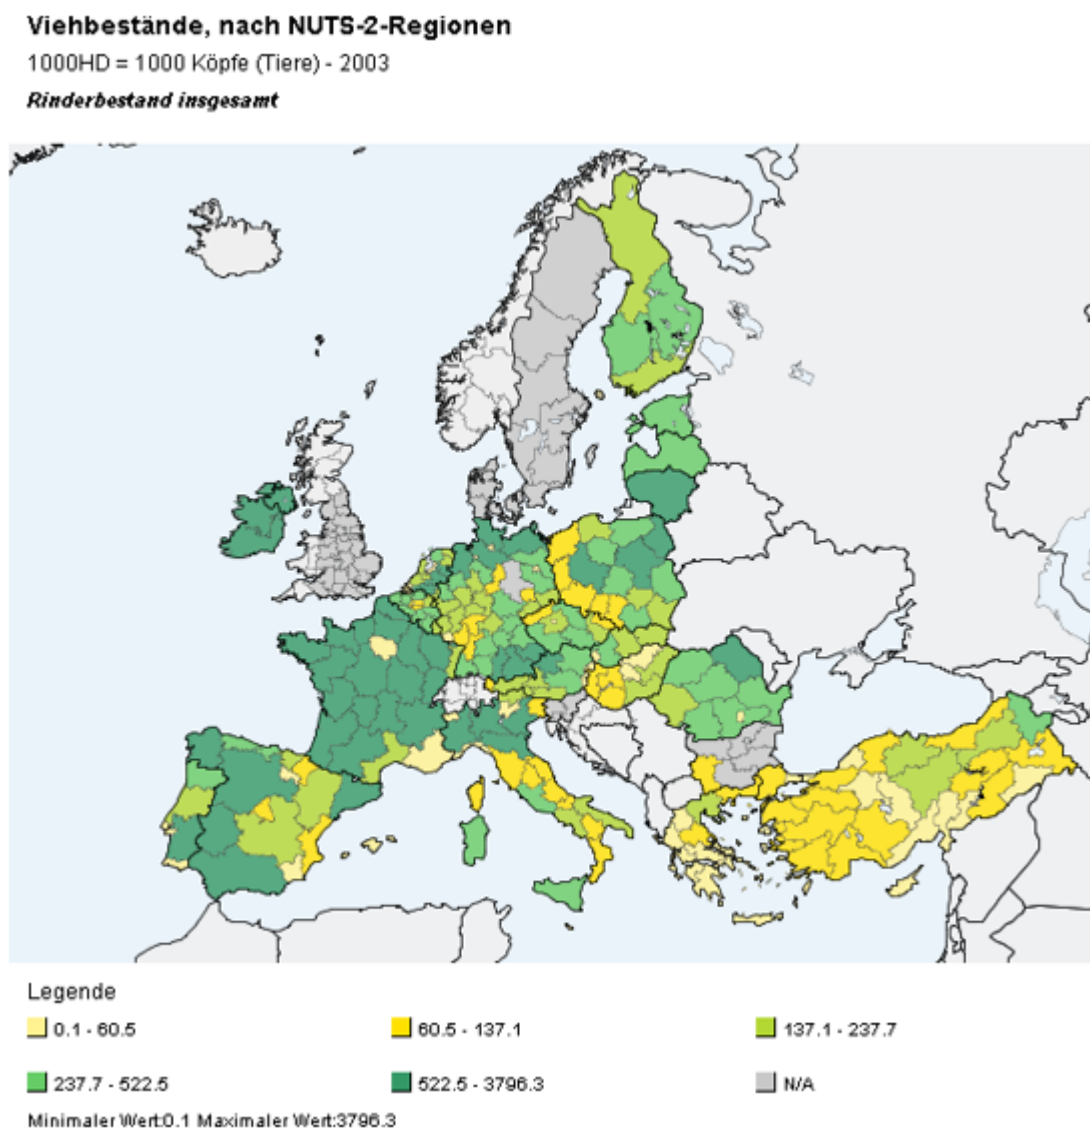 Viehbestände, nach NUTS-2-Regionen
1000HD = 1000 Köpfe (Tiere) - 2003
Rinderbestand insgesamt
Legende
0.1 - 60.5
60.5 - 137.1
137.1 - 237.7
237.7 - 522.5
522.5 - 3796.3
N/A
Minimaler Wert:0.1 Maximaler Wert:3796.3